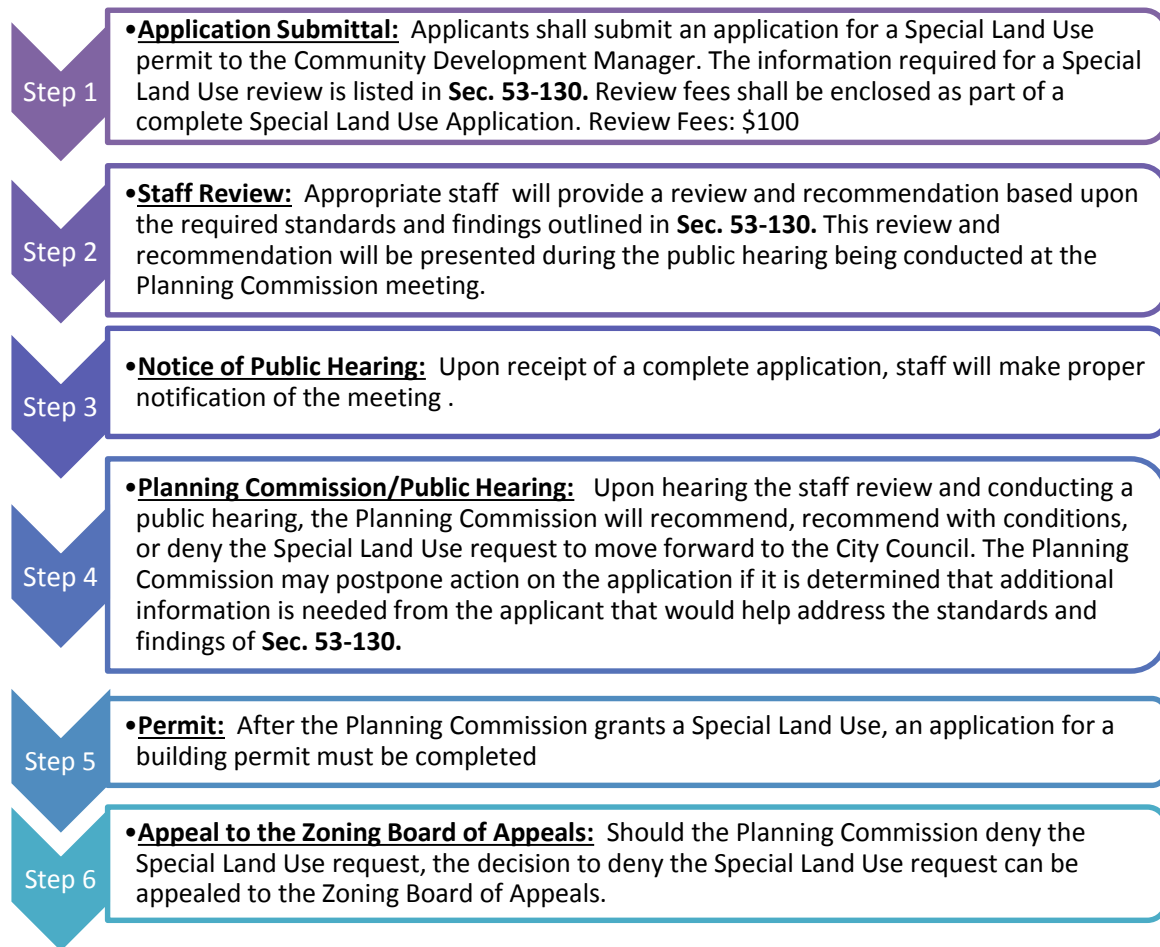 Step 1
•Application Submittal: Applicants shall submit an application for a Special Land Use
permit to the Community Development Manager. The information required for a Special
Land Use review is listed in Sec. 53-130. Review fees shall be enclosed as part of a
complete Special Land Use Application. Review Fees: $100
Step 2
•Staff Review: Appropriate staff will provide a review and recommendation based upon
the required standards and findings outlined in Sec. 53-130. This review and
recommendation will be presented during the public hearing being conducted at the
Planning Commission meeting.
Step 3
•Notice of Public Hearing: Upon receipt of a complete application, staff will make proper
notification of the meeting .
Step 4
•Planning Commission/Public Hearing: Upon hearing the staff review and conducting a
public hearing, the Planning Commission will recommend, recommend with conditions,
or deny the Special Land Use request to move forward to the City Council. The Planning
Commission may postpone action on the application if it is determined that additional
information is needed from the applicant that would help address the standards and
findings of Sec. 53-130.
Step 5
•Permit: After the Planning Commission grants a Special Land Use, an application for a
building permit must be completed
Step 6
•Appeal to the Zoning Board of Appeals: Should the Planning Commission deny the
Special Land Use request, the decision to deny the Special Land Use request can be
appealed to the Zoning Board of Appeals.